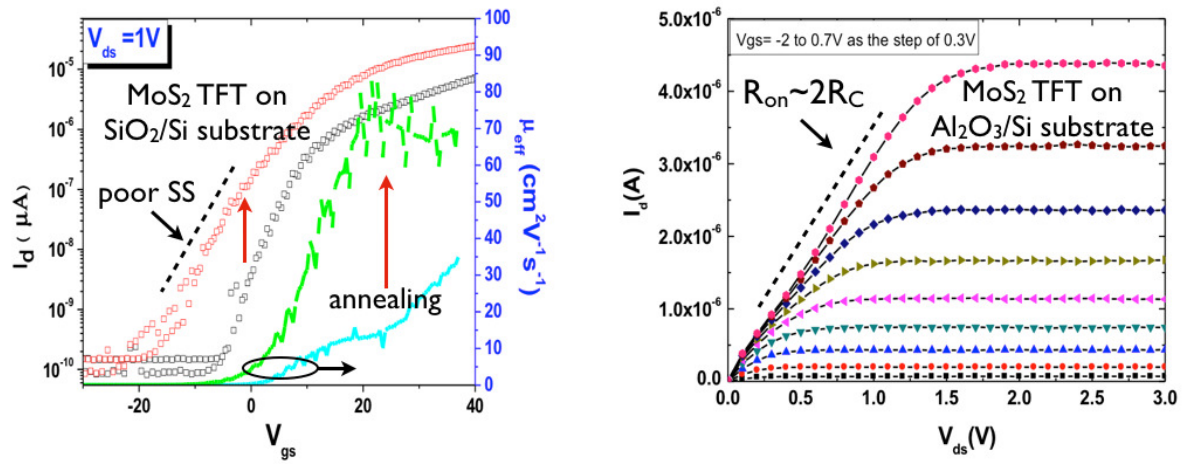 V_ds =1V
MoS₂ TFT on
SiO₂/Si substrate
poor SS
annealing
I_d ( μA)
10⁻⁵
10⁻⁶
10⁻⁷
10⁻⁸
10⁻⁹
10⁻¹⁰
-20
0
20
40
V_gs
100
90
80
70
60
50
40
30
20
10
0
μ_eff (cm²V⁻¹s⁻¹)
Vgs= -2 to 0.7V as the step of 0.3V
R_on~2R_C
MoS₂ TFT on
Al₂O₃/Si substrate
I_d(A)
5.0x10⁻⁶
4.0x10⁻⁶
3.0x10⁻⁶
2.0x10⁻⁶
1.0x10⁻⁶
0.0
0.0
0.5
1.0
1.5
2.0
2.5
3.0
V_ds(V)